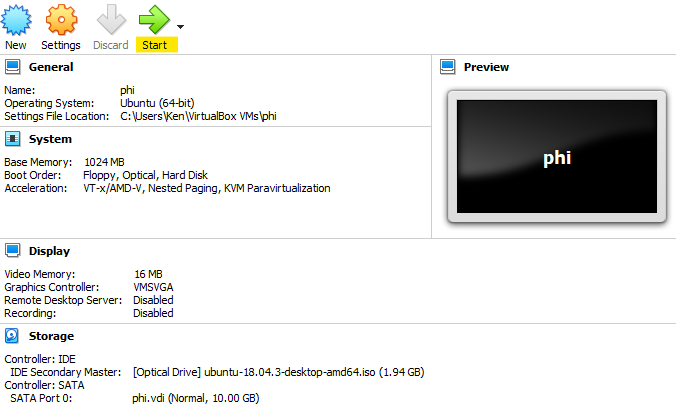 New Settings Discard Start
General
Name: phi
Operating System: Ubuntu (64-bit)
Settings File Location: C:\Users\Ken\VirtualBox VMs\phi
Preview
phi
System
Base Memory: 1024 MB
Boot Order: Floppy, Optical, Hard Disk
Acceleration: VT-x/AMD-V, Nested Paging, KVM Paravirtualization
Display
Video Memory: 16 MB
Graphics Controller: VMSVGA
Remote Desktop Server: Disabled
Recording: Disabled
Storage
Controller: IDE
IDE Secondary Master: [Optical Drive] ubuntu-18.04.3-desktop-amd64.iso (1.94 GB)
Controller: SATA
SATA Port 0: phi.vdi (Normal, 10.00 GB)